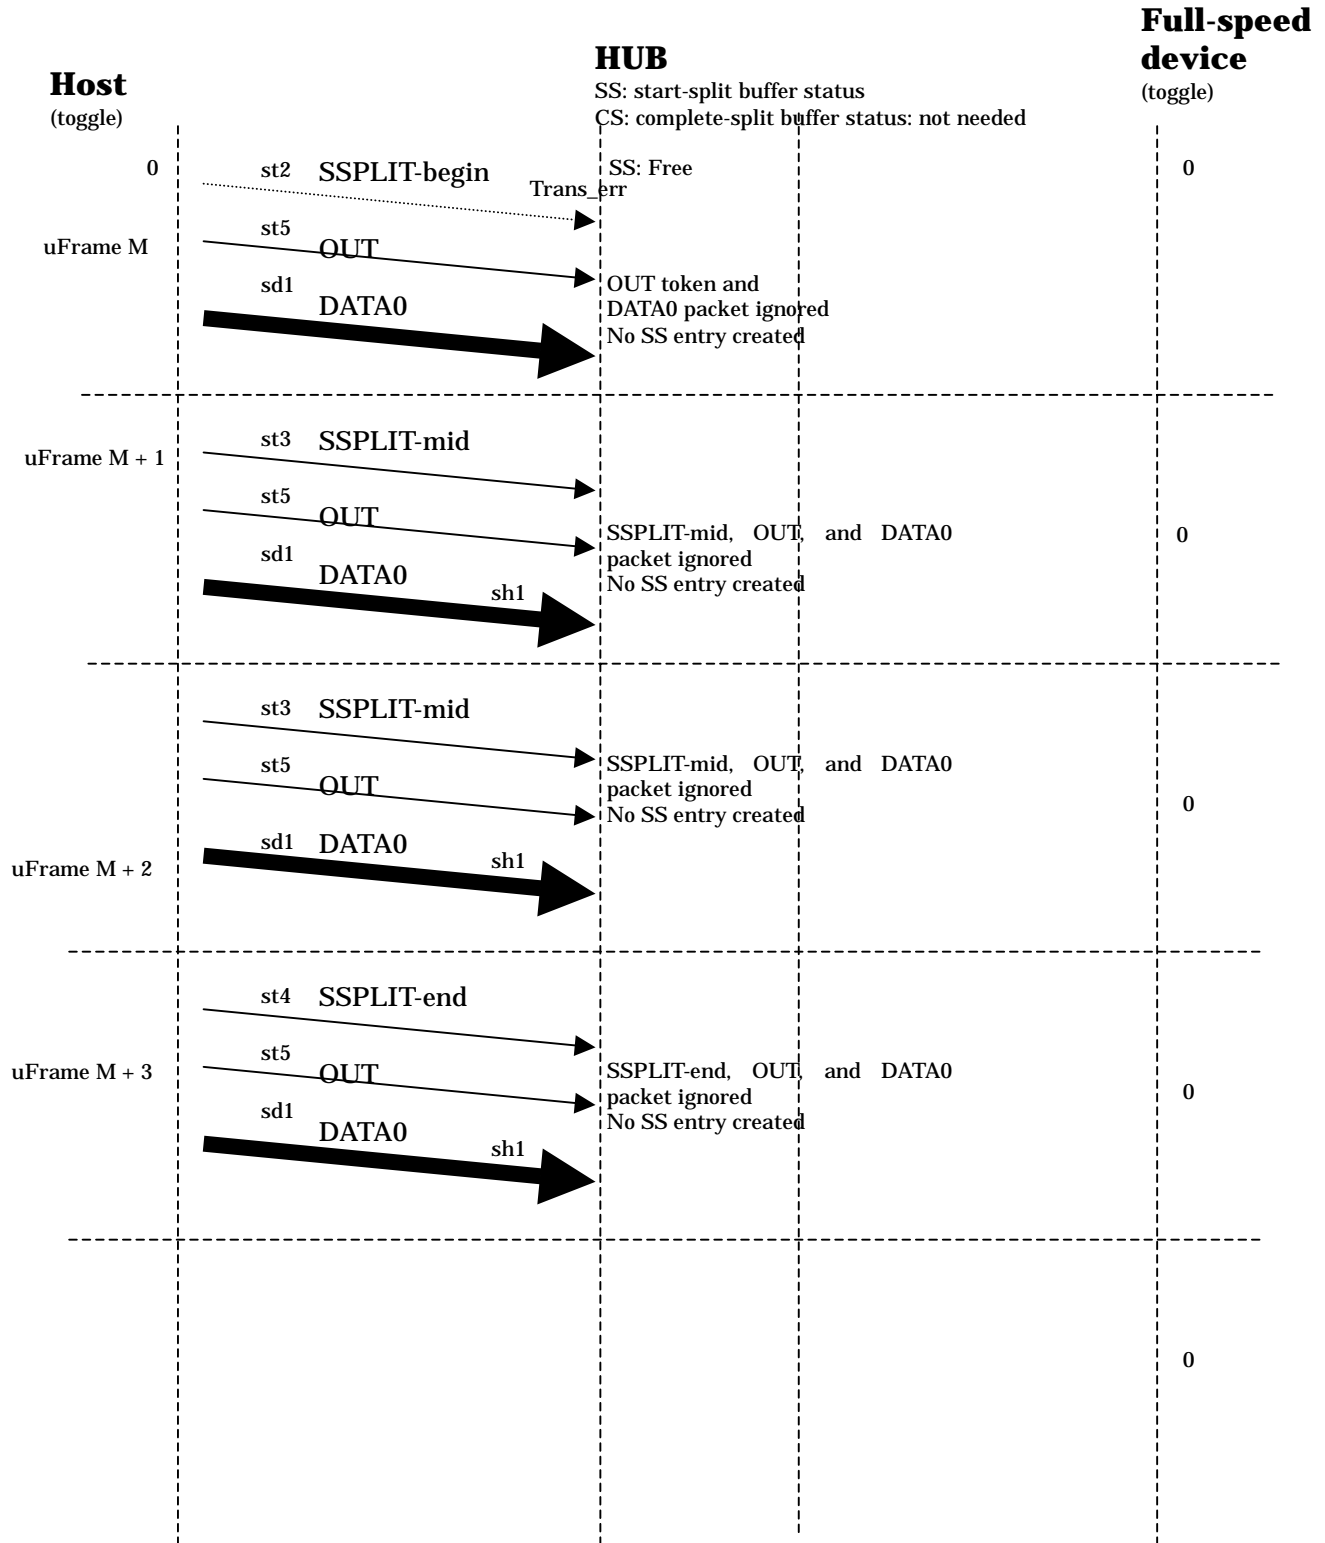 Full-speed
device
(toggle)
HUB
SS: start-split buffer status
CS: complete-split buffer status: not needed
Host
(toggle)
0
st2 SSPLIT-begin
Trans_err
SS: Free
0
uFrame M
st5 OUT
sd1 DATA0
OUT token and
DATA0 packet ignored
No SS entry created
uFrame M + 1
st3 SSPLIT-mid
st5 OUT
sd1 DATA0
sh1
SSPLIT-mid, OUT, and DATA0
packet ignored
No SS entry created
0
st3 SSPLIT-mid
st5 OUT
SSPLIT-mid, OUT, and DATA0
packet ignored
No SS entry created
0
sd1 DATA0
sh1
uFrame M + 2
st4 SSPLIT-end
uFrame M + 3
st5 OUT
sd1 DATA0
sh1
SSPLIT-end, OUT, and DATA0
packet ignored
No SS entry created
0
0